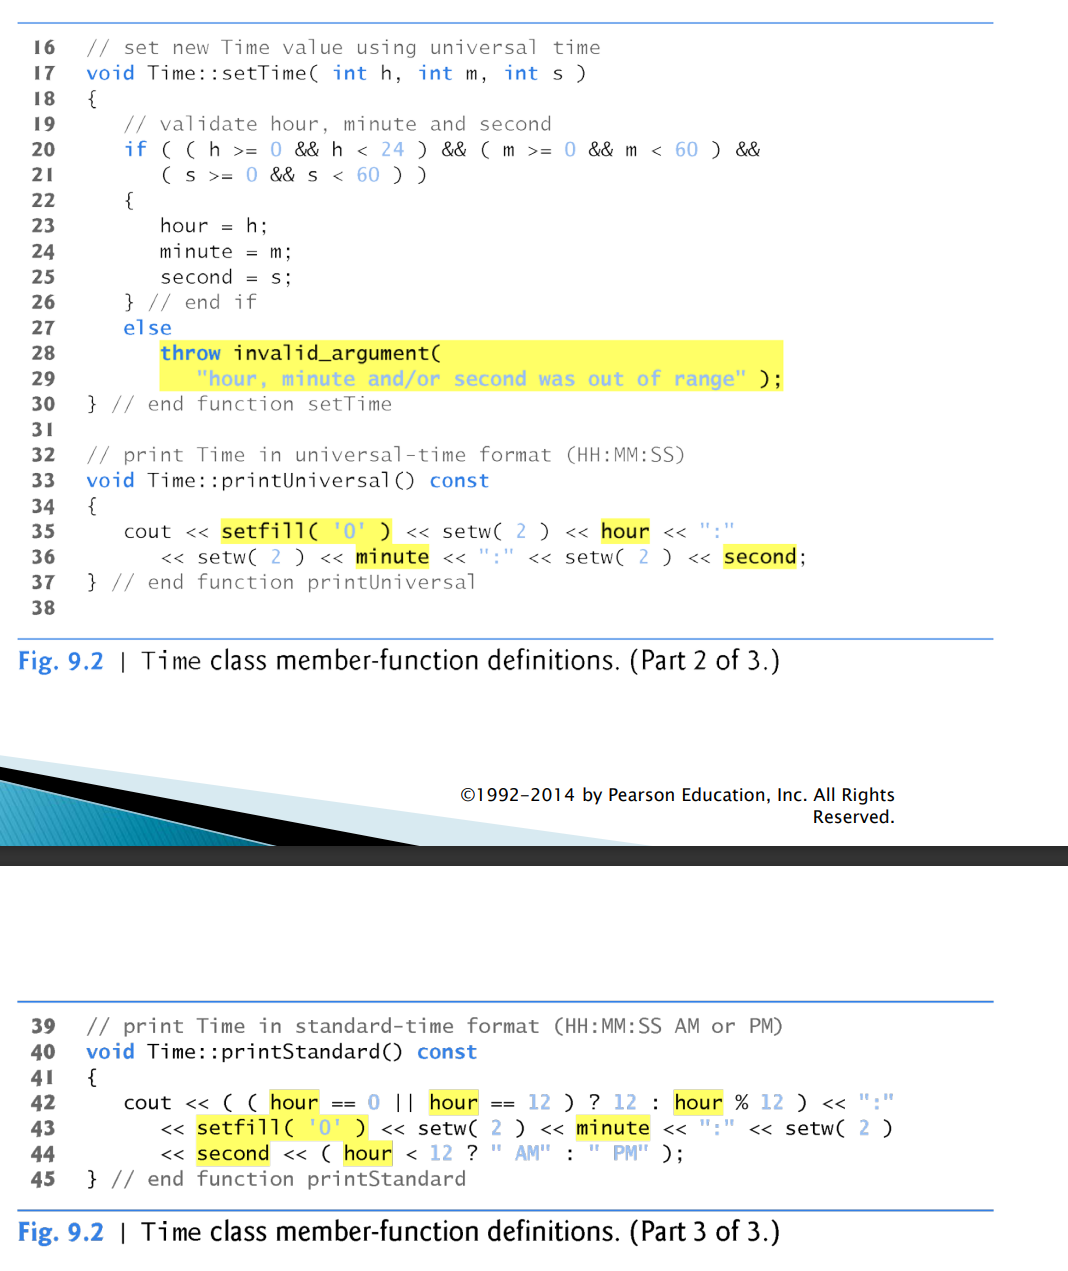 16 // set new Time value using universal time
17 void Time::setTime( int h, int m, int s )
18 {
19    // validate hour, minute and second
20    if ( ( h >= 0 && h < 24 ) && ( m >= 0 && m < 60 ) &&
21       ( s >= 0 && s < 60 ) )
22    {
23       hour = h;
24       minute = m;
25       second = s;
26    } // end if
27    else
28       throw invalid_argument(
29          "hour, minute and/or second was out of range" );
30 } // end function setTime
31
32 // print Time in universal-time format (HH:MM:SS)
33 void Time::printUniversal() const
34 {
35    cout << setfill( '0' ) << setw( 2 ) << hour << ":"
36       << setw( 2 ) << minute << ":" << setw( 2 ) << second;
37 } // end function printUniversal
38
Fig. 9.2 | Time class member-function definitions. (Part 2 of 3.)
©1992-2014 by Pearson Education, Inc. All Rights
Reserved.
39 // print Time in standard-time format (HH:MM:SS AM or PM)
40 void Time::printStandard() const
41 {
42    cout << ( ( hour == 0 || hour == 12 ) ? 12 : hour % 12 ) << ":"
43       << setfill( '0' ) << setw( 2 ) << minute << ":" << setw( 2 )
44       << second << ( hour < 12 ? " AM" : " PM" );
45 } // end function printStandard
Fig. 9.2 | Time class member-function definitions. (Part 3 of 3.)